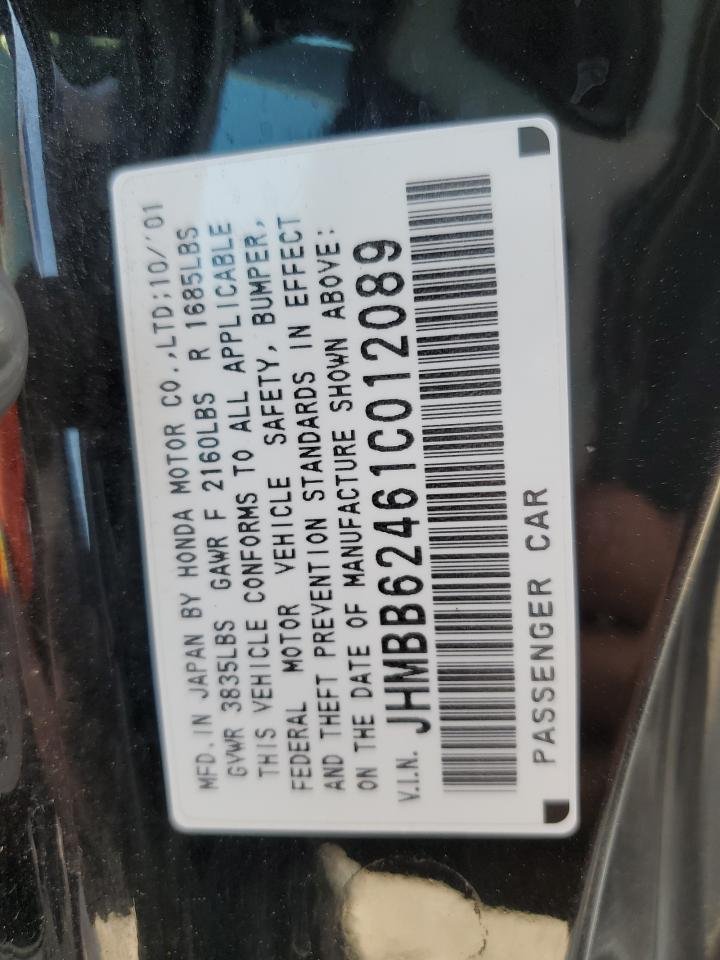 MFD. IN JAPAN BY HONDA MOTOR CO., LTD; 10/'01
GVWR 3835LBS GAWR F 2160LBS R 1685LBS
THIS VEHICLE CONFORMS TO ALL APPLICABLE
FEDERAL MOTOR VEHICLE SAFETY, BUMPER,
AND THEFT PREVENTION STANDARDS IN EFFECT
ON THE DATE OF MANUFACTURE SHOWN ABOVE:
V.I.N. JHMBB62461C012089
PASSENGER CAR